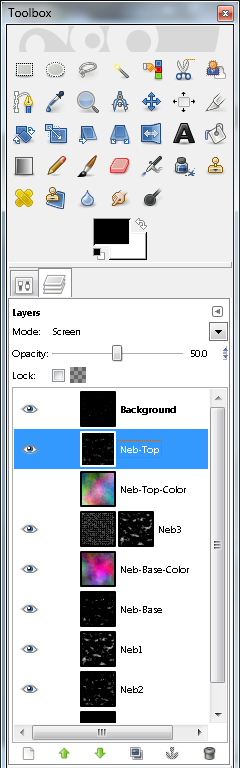 Toolbox
Layers
Mode: Screen
Opacity: 50.0
Lock:
Background
Neb-Top
Neb-Top-Color
Neb3
Neb-Base-Color
Neb-Base
Neb1
Neb2